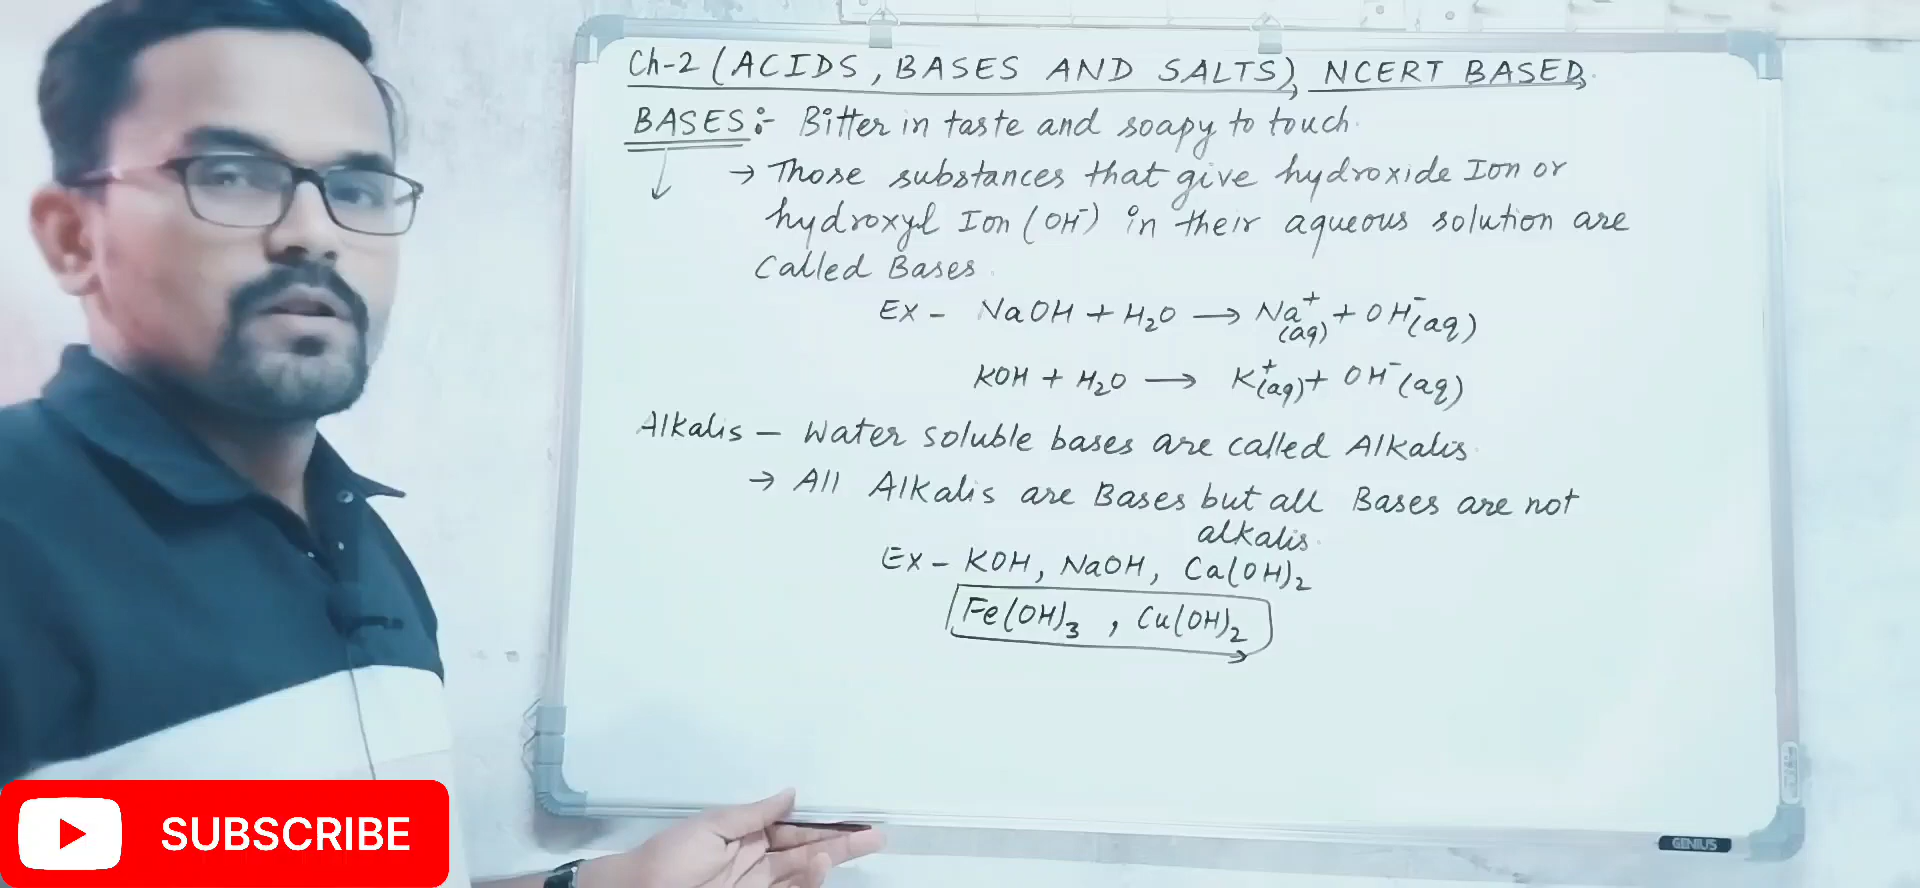 Ch-2 (ACIDS, BASES AND SALTS), NCERT BASED
BASES :- Bitter in taste and soapy to touch.
→ Those substances that give hydroxide Ion or
hydroxyl Ion (OH⁻) in their aqueous solution are
Called Bases.
Ex - NaOH + H₂O → Na⁺(aq) + OH⁻(aq)
KOH + H₂O → K⁺(aq) + OH⁻(aq)
Alkalis - Water soluble bases are called Alkalis.
→ All Alkalis are Bases but all Bases are not
alkalis.
Ex - KOH, NaOH, Ca(OH)₂
Fe(OH)₃ , Cu(OH)₂
SUBSCRIBE
GENIUS